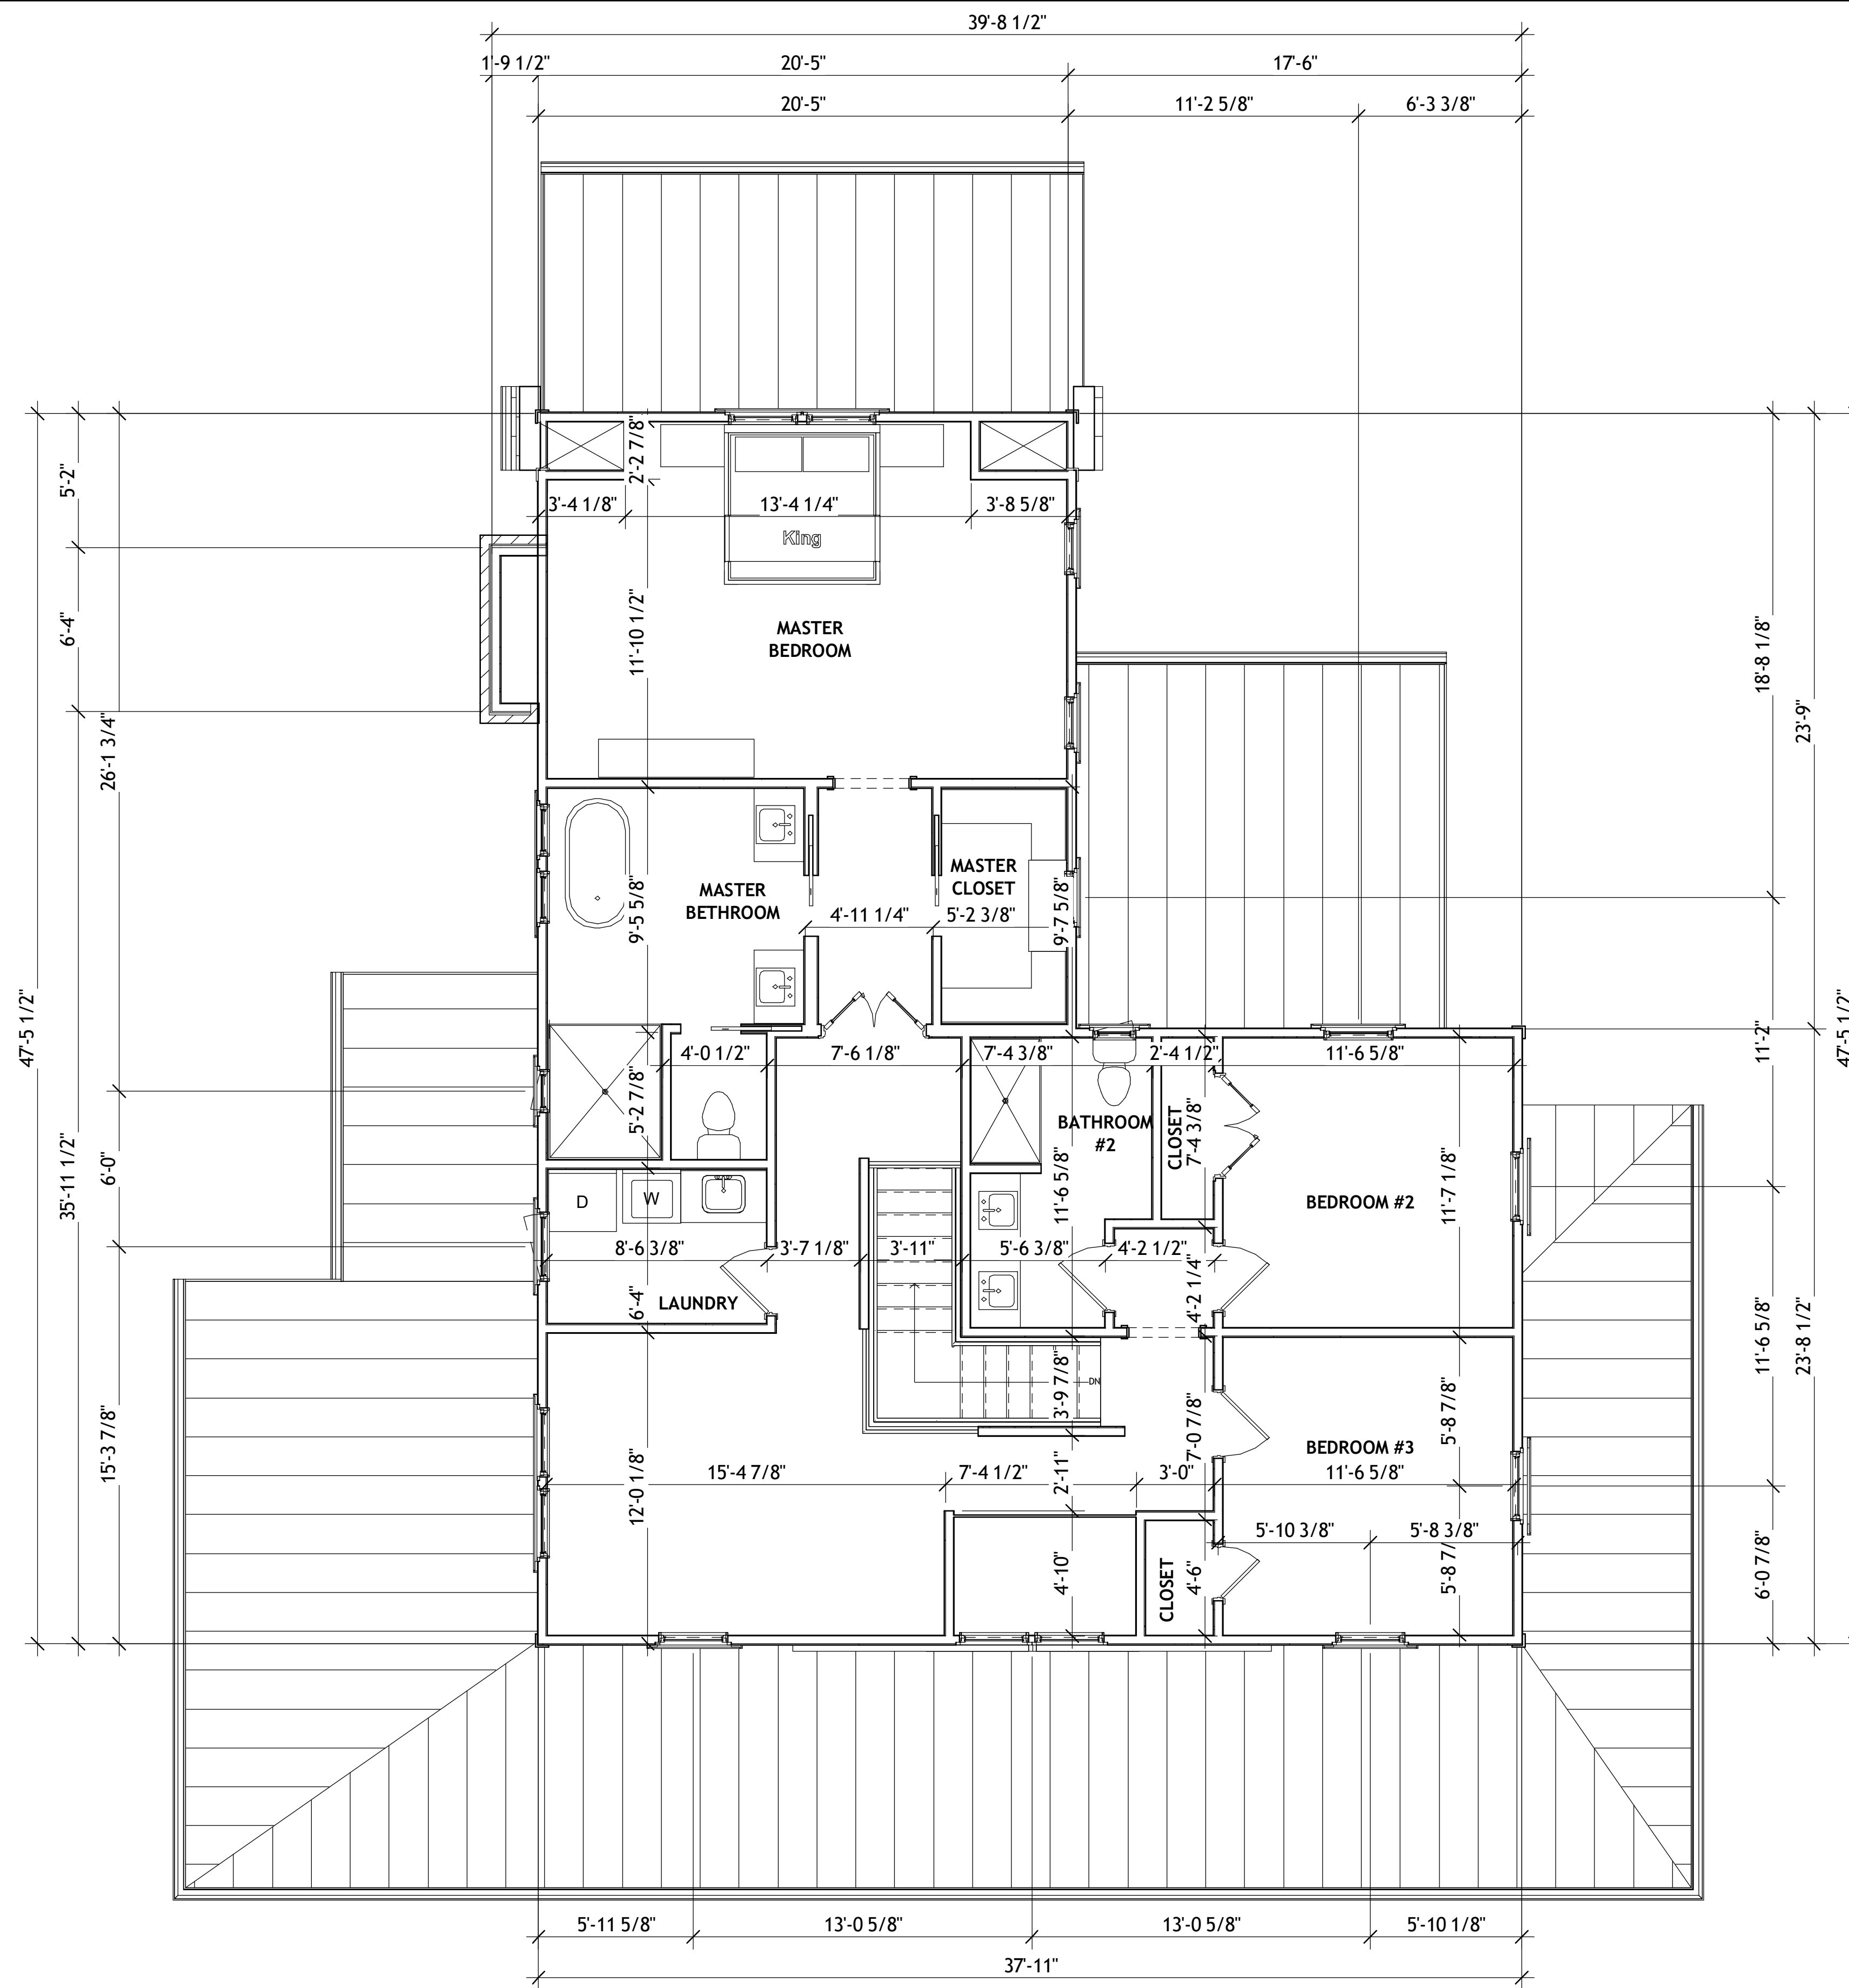 39'-8 1/2"
1'-9 1/2" 20'-5" 17'-6"
20'-5" 11'-2 5/8" 6'-3 3/8"
2'-2 7/8"
5'-2"
3'-4 1/8" 13'-4 1/4" 3'-8 5/8"
King
6'-4"
11'-10 1/2"
MASTER
BEDROOM
18'-8 1/8"
23'-9"
26'-1 3/4"
MASTER
CLOSET
MASTER
BETHROOM
9'-5 5/8"
4'-11 1/4" 5'-2 3/8"
9'-7 5/8"
47'-5 1/2"
11'-2"
47'-5 1/2"
4'-0 1/2" 7'-6 1/8" 7'-4 3/8" 2'-4 1/2" 11'-6 5/8"
5'-2 7/8"
BATHROOM
#2
CLOSET
7'-4 3/8"
35'-11 1/2"
6'-0"
D
W
11'-6 5/8"
BEDROOM #2
11'-7 1/8"
8'-6 3/8" 3'-7 1/8" 3'-11" 5'-6 3/8" 4'-2 1/2"
4'-2 1/4"
LAUNDRY
6'-4"
11'-6 5/8"
23'-8 1/2"
DN
3'-9 7/8"
15'-3 7/8"
7'-0 7/8"
5'-8 7/8"
BEDROOM #3
15'-4 7/8" 7'-4 1/2" 3'-0" 11'-6 5/8"
2'-11"
12'-0 1/8"
5'-10 3/8" 5'-8 3/8"
4'-10"
CLOSET
4'-6"
5'-8 7/
6'-0 7/8"
5'-11 5/8" 13'-0 5/8" 13'-0 5/8" 5'-10 1/8"
37'-11"